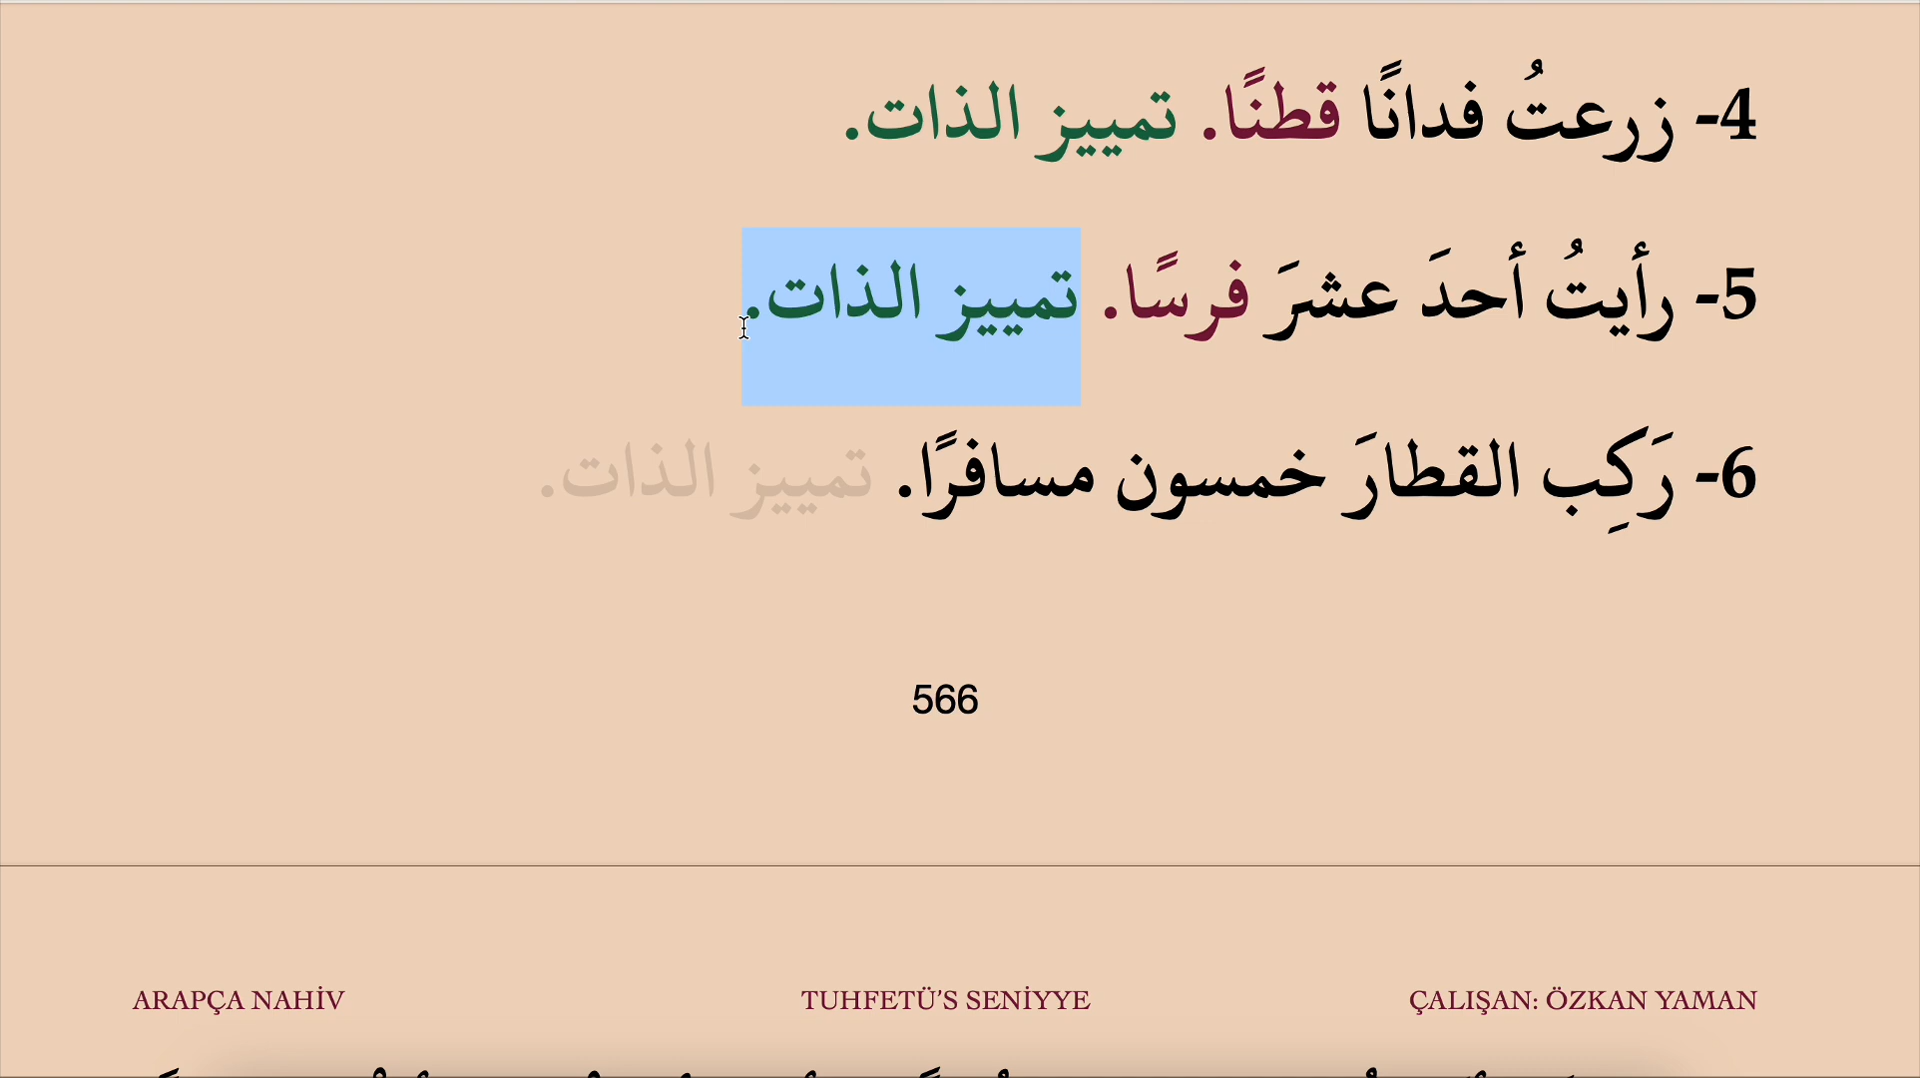 4- زرعتُ فدانًا قطنًا. تمييز الذات.
5- رأيتُ أحدَ عشرَ فرسًا. تمييز الذات.
6- رَكِب القطارَ خمسون مسافرًا. تمييز الذات.
566
ARAPÇA NAHİV TUHFETÜ’S SENİYYE ÇALIŞAN: ÖZKAN YAMAN